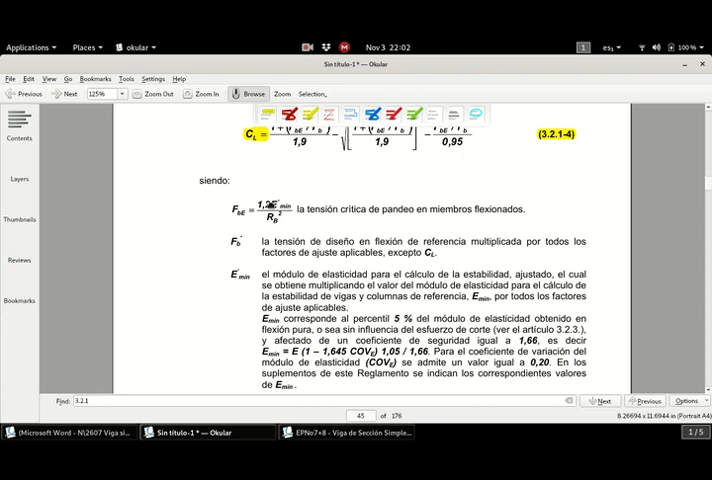 Applications Places okular Nov 3 22:02 1 es₁ 100 %
Sin título-1 * — Okular
File Edit View Go Bookmarks Tools Settings Help
Previous Next 125% Zoom Out Zoom In Browse Zoom Selection
Contents
Layers
Thumbnails
Reviews
Bookmarks
C_L = 1,9 1,9 0,95 (3.2.1-4)
siendo:
F_bE = E'_min / R_B² la tensión crítica de pandeo en miembros flexionados.
F_b* la tensión de diseño en flexión de referencia multiplicada por todos los
factores de ajuste aplicables, excepto C_L.
E'_min el módulo de elasticidad para el cálculo de la estabilidad, ajustado, el cual
se obtiene multiplicando el valor del módulo de elasticidad para el cálculo de
la estabilidad de vigas y columnas de referencia, E_min, por todos los factores
de ajuste aplicables.
E_min corresponde al percentil 5 % del módulo de elasticidad obtenido en
flexión pura, o sea sin influencia del esfuerzo de corte (ver el artículo 3.2.3.),
y afectado de un coeficiente de seguridad igual a 1,66, es decir
E_min = E (1 – 1,645 COV_E) 1,05 / 1,66. Para el coeficiente de variación del
módulo de elasticidad (COV_E) se admite un valor igual a 0,20. En los
suplementos de este Reglamento se indican los correspondientes valores
de E_min.
Find: 3.2.1 Next Previous Options
45 of 176 8.26694 x 11.6944 in (Portrait A4)
(Microsoft Word - N\2607 Viga si... Sin título-1 * — Okular EPNo7+8 - Viga de Sección Simple... 1 / 5